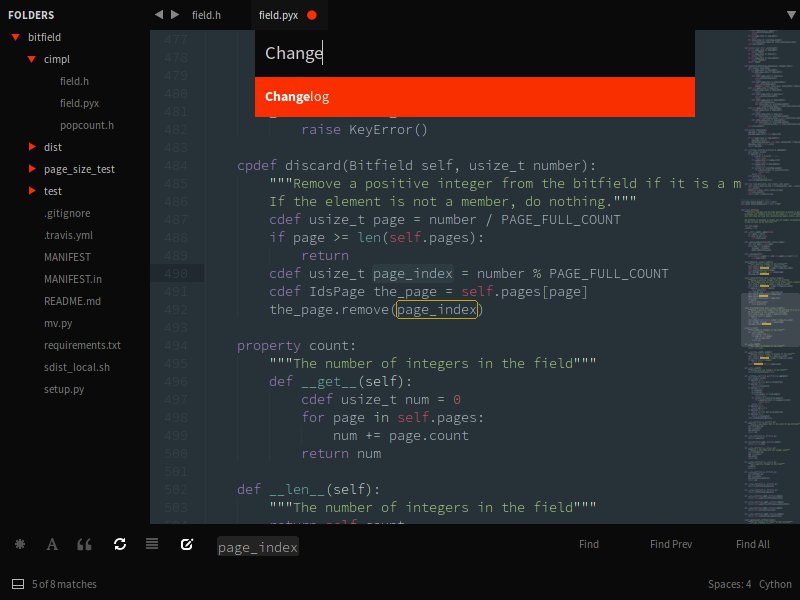 FOLDERS
field.h
field.pyx
bitfield
cimpl
field.h
field.pyx
popcount.h
dist
page_size_test
test
.gitignore
.travis.yml
MANIFEST
MANIFEST.in
README.md
mv.py
requirements.txt
sdist_local.sh
setup.py
Change
Changelog
477
478
479
480
481
482 raise KeyError()
483
484 cpdef discard(Bitfield self, usize_t number):
485 """Remove a positive integer from the bitfield if it is a m
486 If the element is not a member, do nothing."""
487 cdef usize_t page = number / PAGE_FULL_COUNT
488 if page >= len(self.pages):
489 return
490 cdef usize_t page_index = number % PAGE_FULL_COUNT
491 cdef IdsPage the_page = self.pages[page]
492 the_page.remove(page_index)
493
494 property count:
495 """The number of integers in the field"""
496 def __get__(self):
497 cdef usize_t num = 0
498 for page in self.pages:
499 num += page.count
500 return num
501
502 def __len__(self):
503 """The number of integers in the field"""
504 return self.count
page_index
Find
Find Prev
Find All
5 of 8 matches
Spaces: 4
Cython